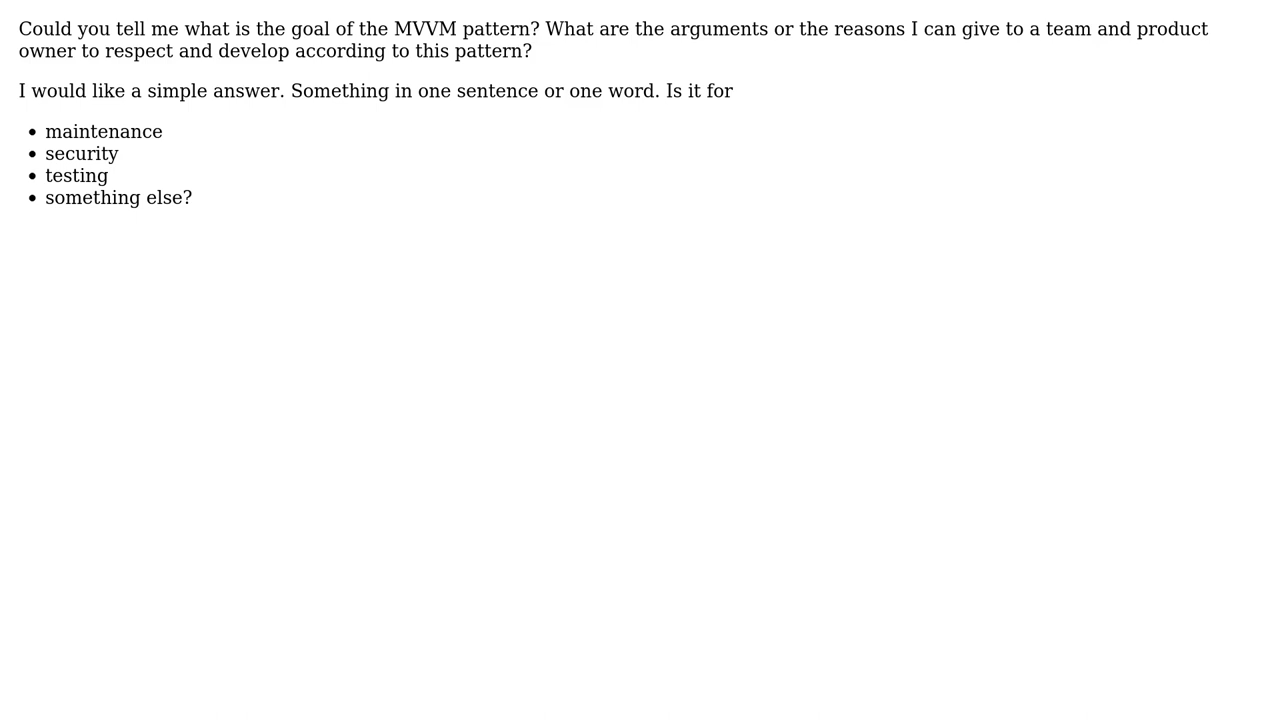 Could you tell me what is the goal of the MVVM pattern? What are the arguments or the reasons I can give to a team and product
owner to respect and develop according to this pattern?
I would like a simple answer. Something in one sentence or one word. Is it for
• maintenance
• security
• testing
• something else?